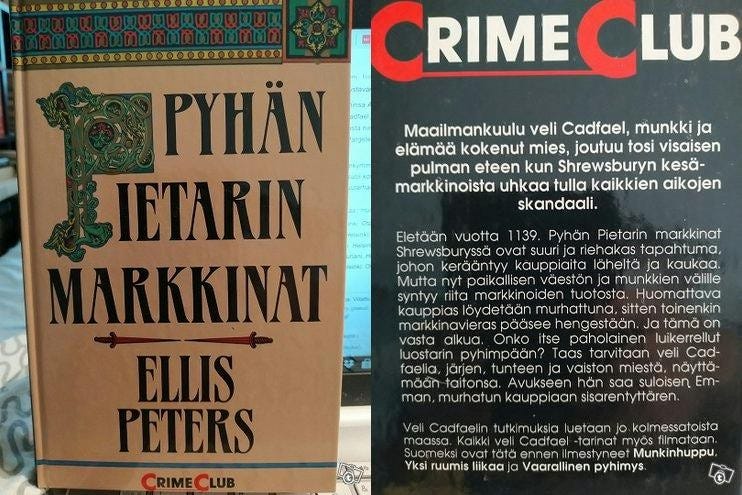 PYHÄN
PIETARIN
MARKKINAT
ELLIS
PETERS
CRIME CLUB
CRIME CLUB
Maailmankuulu veli Cadfael, munkki ja
elämää kokenut mies, joutuu tosi visaisen
pulman eteen kun Shrewsburyn kesä-
markkinoista uhkaa tulla kaikkien aikojen
skandaali.
Eletään vuotta 1139. Pyhän Pietarin markkinat
Shrewsburyssä ovat suuri ja riehakas tapahtuma,
johon kerääntyy kauppiaita läheltä ja kaukaa.
Mutta nyt paikallisen väestön ja munkkien välille
syntyy riita markkinoiden tuotosta. Huomattava
kauppias löydetään murhattuna, sitten toinenkin
markkinavieras pääsee hengestään. Ja tämä on
vasta alkua. Onko itse paholainen luikerrellut
luostarin pyhimpään? Taas tarvitaan veli Cad-
faelia, järjen, tunteen ja vaiston miestä, näyttä-
mään taitonsa. Avukseen hän saa suloisen Em-
man, murhatun kauppiaan sisarentyttären.
Veli Cadfaelin tutkimuksia luetaan jo kolmessatoista
maassa. Kaikki veli Cadfael -tarinat myös filmataan.
Suomeksi ovat tätä ennen ilmestyneet Munkinhuppu,
Yksi ruumis liikaa ja Vaarallinen pyhimys.